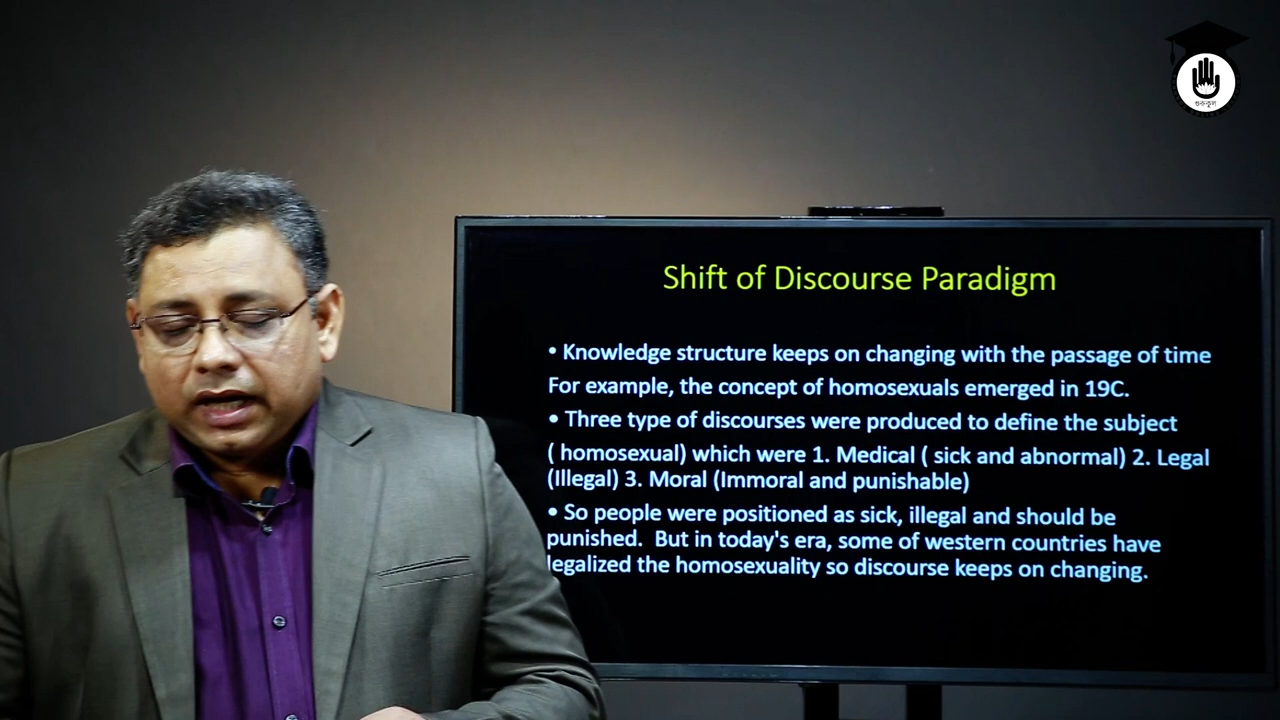 গুরুকুল
Shift of Discourse Paradigm
• Knowledge structure keeps on changing with the passage of time
For example, the concept of homosexuals emerged in 19C.
• Three type of discourses were produced to define the subject
( homosexual) which were 1. Medical ( sick and abnormal) 2. Legal
(Illegal) 3. Moral (Immoral and punishable)
• So people were positioned as sick, illegal and should be
punished.  But in today's era, some of western countries have
legalized the homosexuality so discourse keeps on changing.